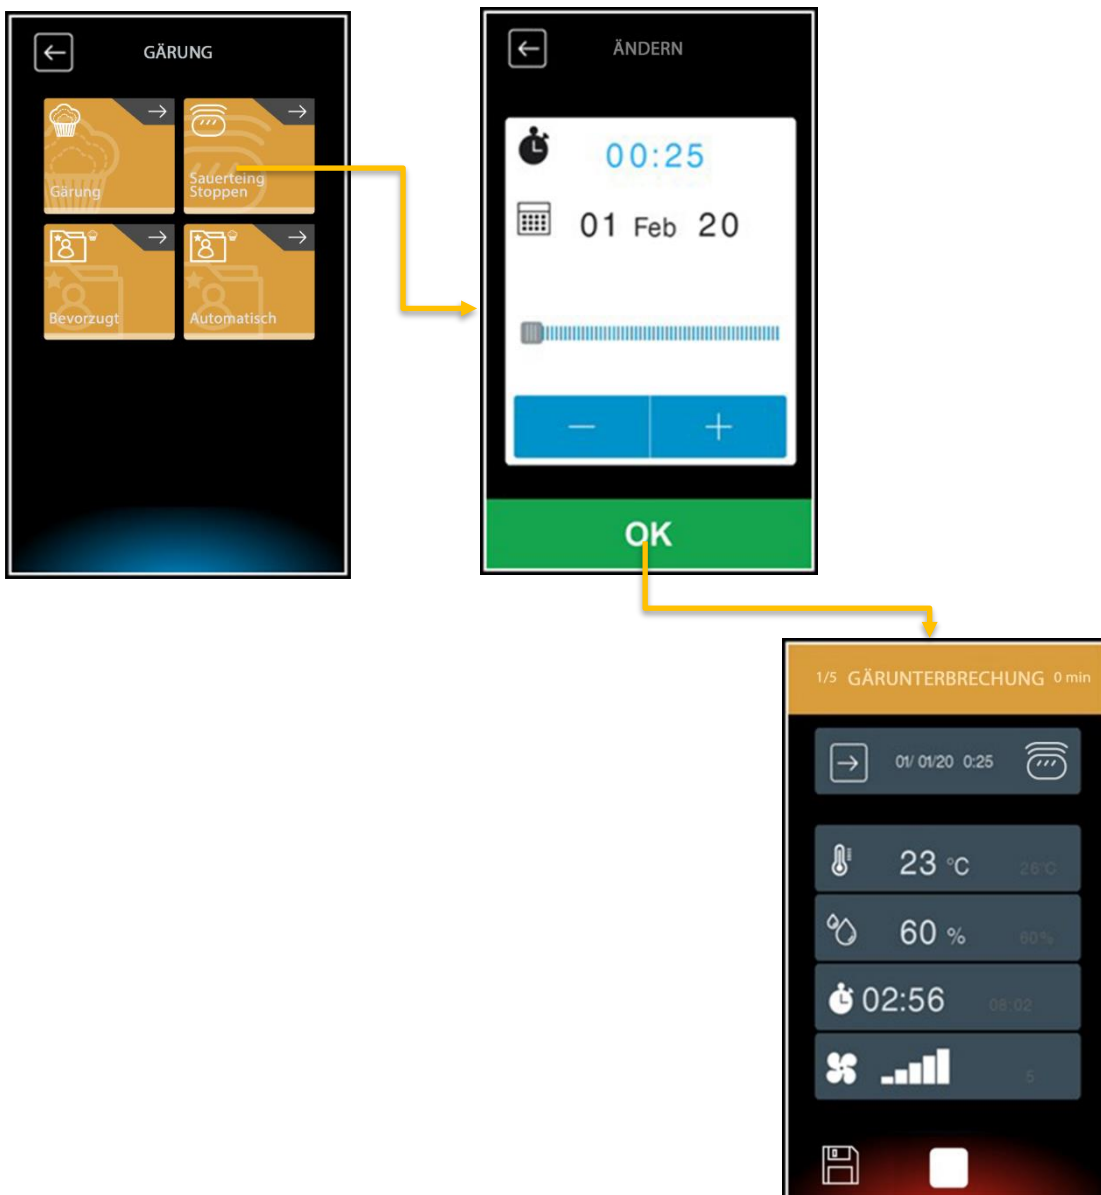 GÄRUNG
Gärung
Sauerteing
Stoppen
Bevorzugt
Automatisch
ÄNDERN
00:25
01 Feb 20
OK
1/5 GÄRUNTERBRECHUNG 0 min
01/ 01/20 0:25
23 °C 26°C
60 % 60%
02:56 08:02
5